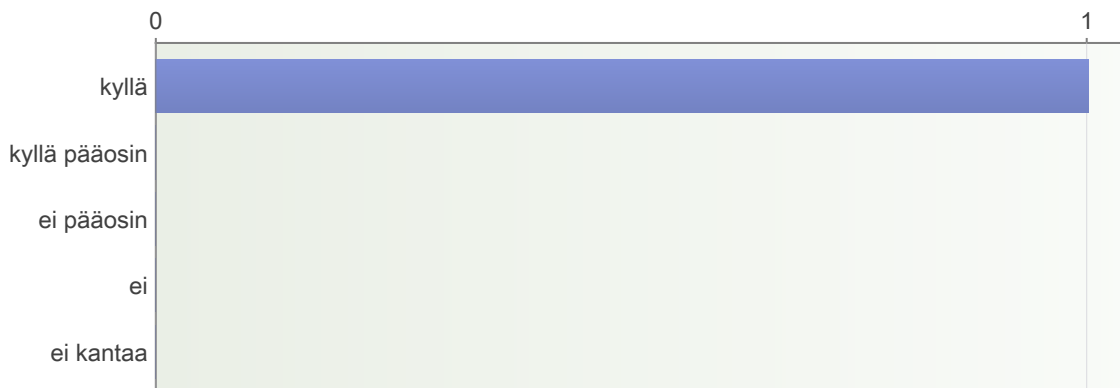 0 1
kyllä
kyllä pääosin
ei pääosin
ei
ei kantaa